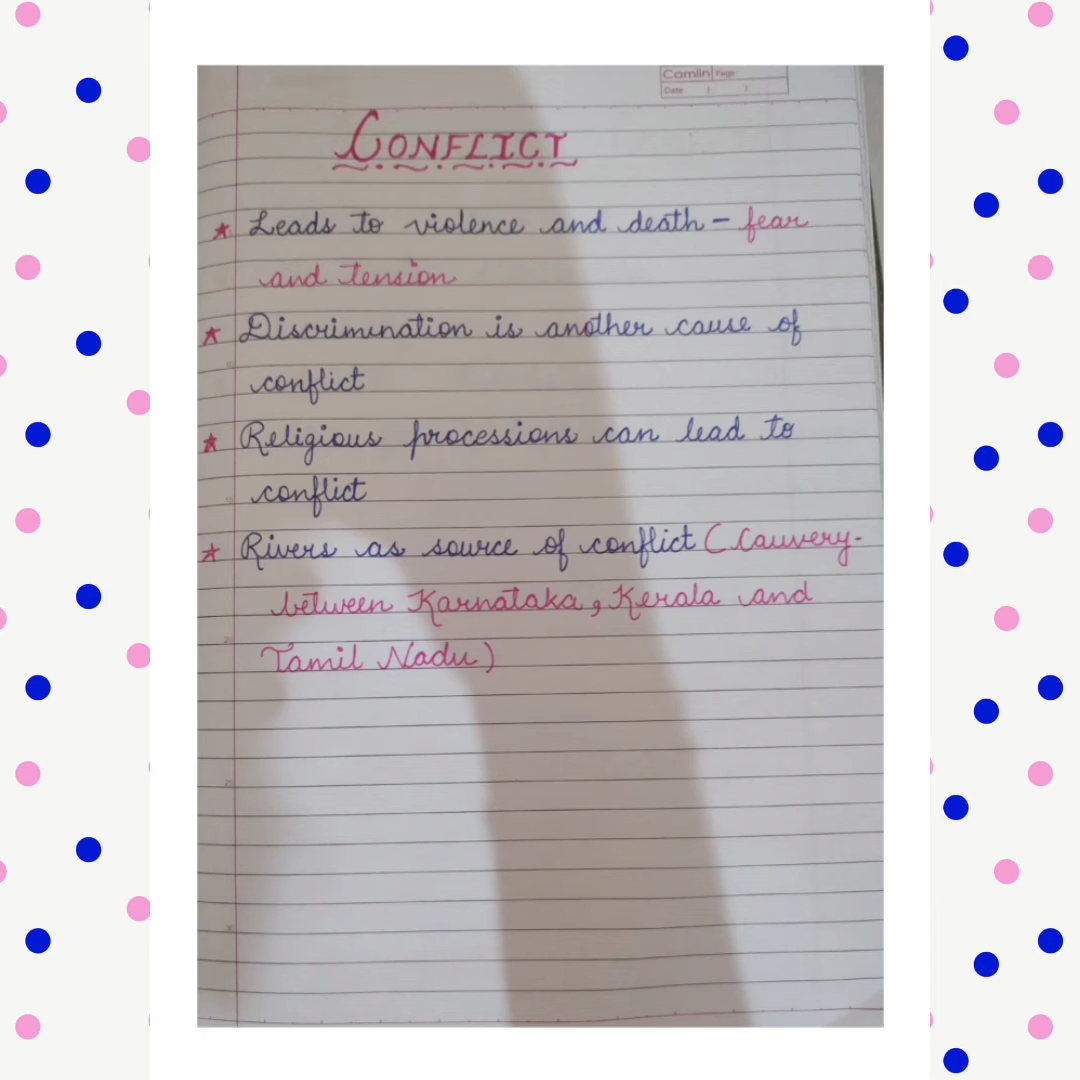 Camlin Page
Date / /
CONFLICT
★ Leads to violence and death - fear
and tension
★ Discrimination is another cause of
conflict
★ Religious processions can lead to
conflict
★ Rivers as source of conflict (Cauvery-
between Karnataka, Kerala and
Tamil Nadu)